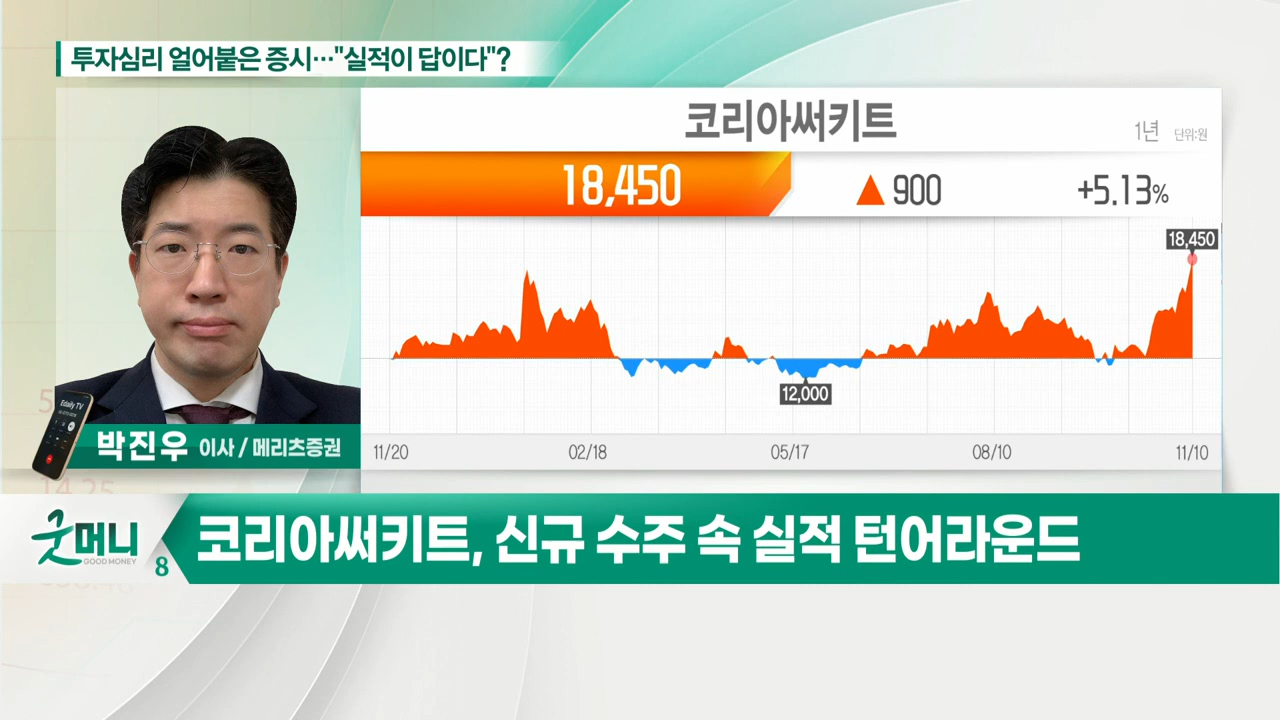 투자심리 얼어붙은 증시…"실적이 답이다"?
코리아써키트
1년 단위:원
18,450 ▲900 +5.13%
18,450
12,000
11/20 02/18 05/17 08/10 11/10
Edaily TV
박진우 이사 / 메리츠증권
14.25
굿머니
GOOD MONEY
8
코리아써키트, 신규 수주 속 실적 턴어라운드